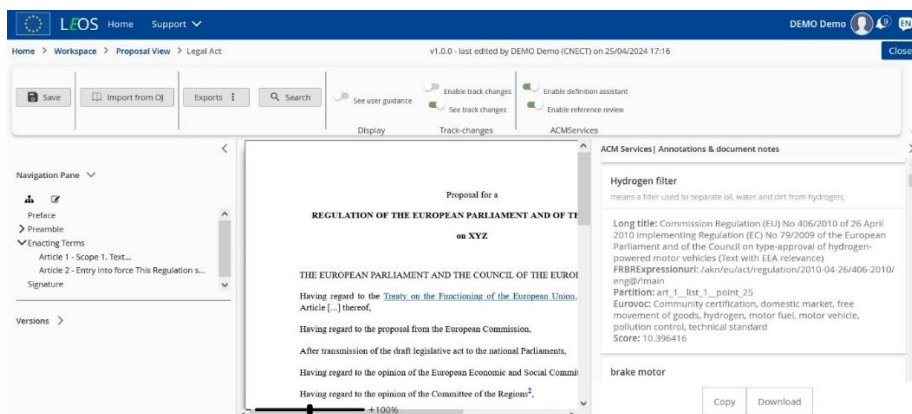 LEOS Home Support
DEMO Demo 9 EN
Home > Workspace > Proposal View > Legal Act
v1.0.0 - last edited by DEMO Demo (CNECT) on 25/04/2024 17:16
Close
Save
Import from OJ
Exports
Search
See user guidance
Display
Enable track changes
See track changes
Track-changes
Enable definition assistant
Enable reference review
ACMServices
Navigation Pane
Preface
Preamble
Enacting Terms
Article 1 - Scope 1. Text...
Article 2 - Entry into force This Regulation s...
Signature
Versions
Proposal for a
REGULATION OF THE EUROPEAN PARLIAMENT AND OF TH
on XYZ
THE EUROPEAN PARLIAMENT AND THE COUNCIL OF THE EUROI
Having regard to the Treaty on the Functioning of the European Union,
Article [...] thereof,
Having regard to the proposal from the European Commission,
After transmission of the draft legislative act to the national Parliaments,
Having regard to the opinion of the European Economic and Social Commit
Having regard to the opinion of the Committee of the Regions2,
+100%
ACM Services| Annotations & document notes
Hydrogen filter
means a filter used to separate oil, water and dirt from hydrogen;
Long title: Commission Regulation (EU) No 406/2010 of 26 April
2010 implementing Regulation (EC) No 79/2009 of the European
Parliament and of the Council on type-approval of hydrogen-
powered motor vehicles (Text with EEA relevance)
FRBRExpressionuri: /akn/eu/act/regulation/2010-04-26/406-2010/
eng@/!main
Partition: art_1__list_1__point_25
Eurovoc: Community certification, domestic market, free
movement of goods, hydrogen, motor fuel, motor vehicle,
pollution control, technical standard
Score: 10.396416
brake motor
Copy
Download